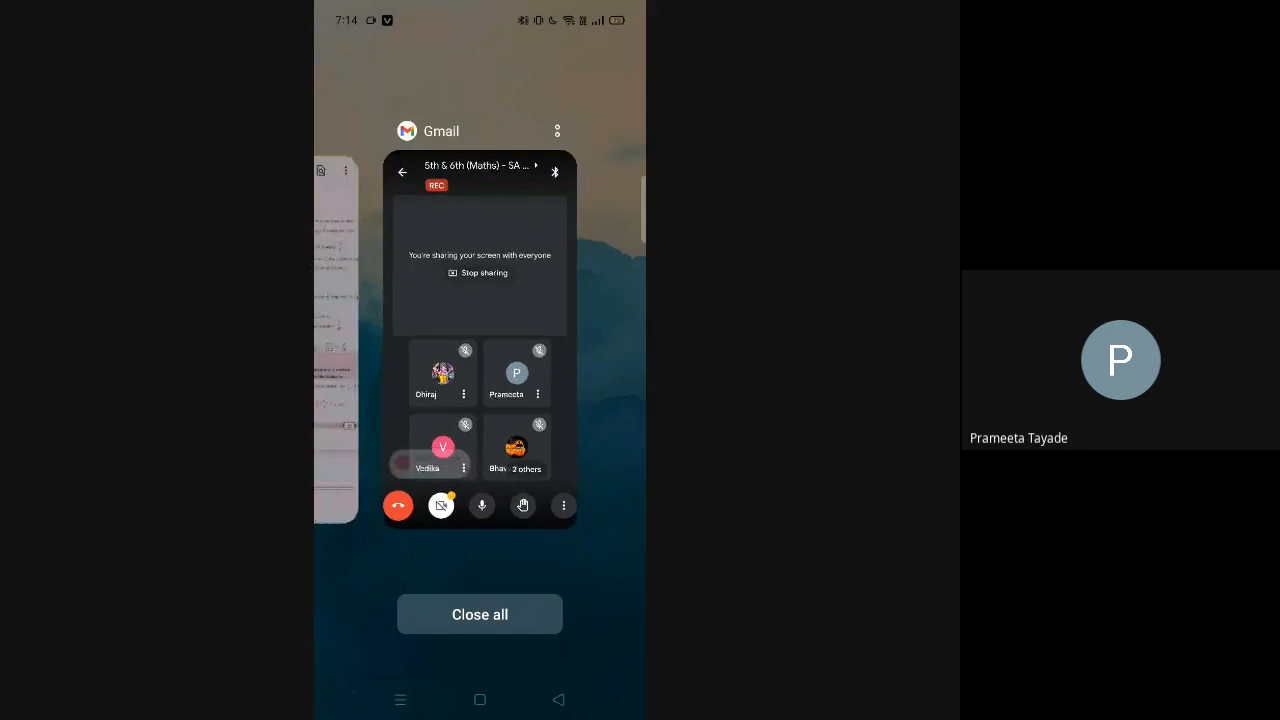 7:14
Gmail
5th & 6th (Maths) - SA ...
REC
You're sharing your screen with everyone
Stop sharing
Dhiraj
P
Prameeta
V
Vedika
Bhav
2 others
Close all
P
Prameeta Tayade